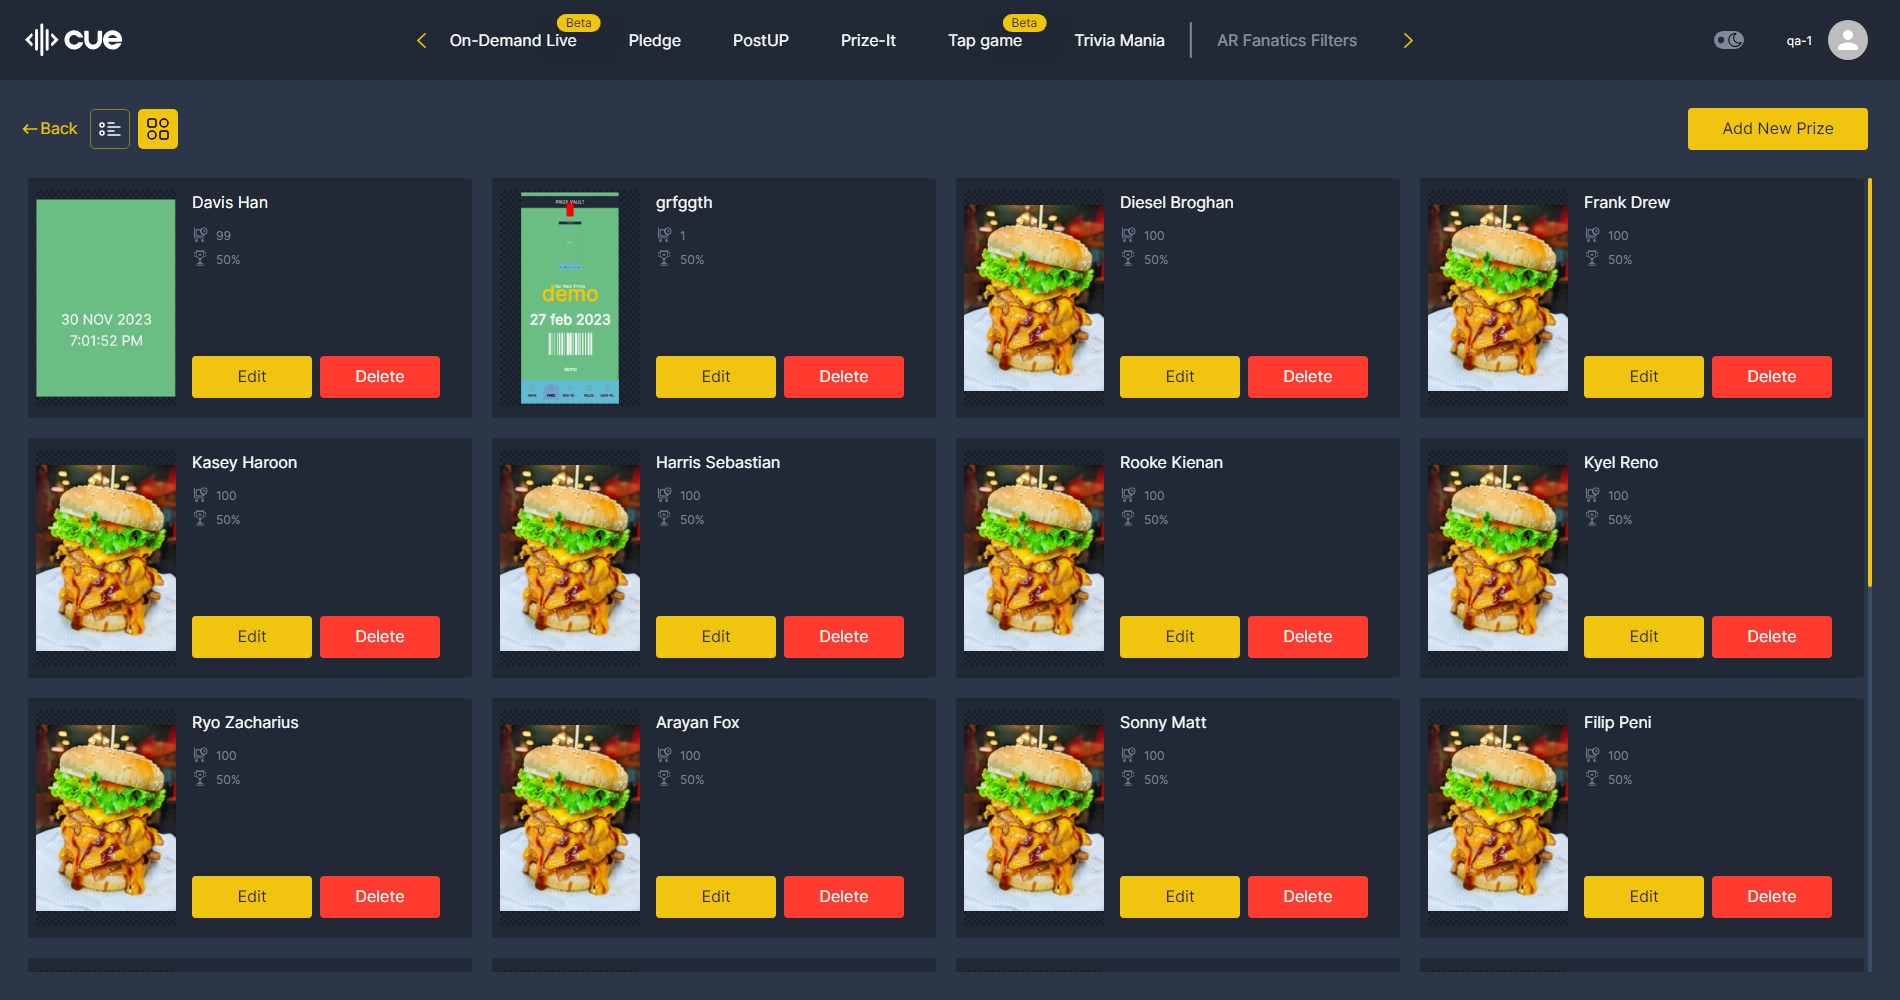 cue
On-Demand Live
Beta
Pledge
PostUP
Prize-It
Tap game
Beta
Trivia Mania
AR Fanatics Filters
qa-1
Back
Add New Prize
30 NOV 2023
7:01:52 PM
Davis Han
99
50%
Edit
Delete
PRIZE VAULT
demo
27 feb 2023
demo
grfggth
1
50%
Edit
Delete
Diesel Broghan
100
50%
Edit
Delete
Frank Drew
100
50%
Edit
Delete
Kasey Haroon
100
50%
Edit
Delete
Harris Sebastian
100
50%
Edit
Delete
Rooke Kienan
100
50%
Edit
Delete
Kyel Reno
100
50%
Edit
Delete
Ryo Zacharius
100
50%
Edit
Delete
Arayan Fox
100
50%
Edit
Delete
Sonny Matt
100
50%
Edit
Delete
Filip Peni
100
50%
Edit
Delete